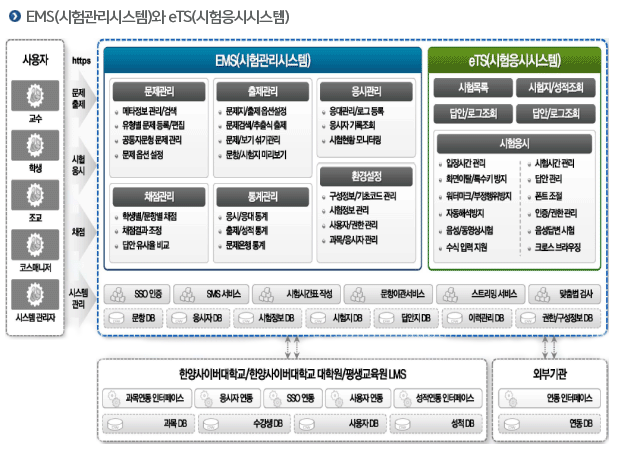 EMS(시험관리시스템)와 eTS(시험응시시스템)
사용자
교수
학생
조교
코스매니저
시스템 관리자
https
문제
출제
시험
응시
채점
시스템
관리
EMS(시험관리시스템)
문제관리
메타정보 관리/검색
유형별 문제 등록/편집
공통지문형 문제 관리
문제 옵션 설정
출제관리
문제지/출제 옵션설정
문제검색/추출식 출제
문제/보기 섞기관리
문항/시험지 미리보기
응시관리
응대관리/로그 등록
응시자 기록조회
시험현황 모니터링
채점관리
학생별/문항별 채점
채점결과 조정
답안 유사율 비교
통계관리
응시/응대 통계
출제/성적 통계
문제은행 통계
환경설정
구성정보/기초코드 관리
시험정보 관리
사용자/권한 관리
과목/응시자 관리
eTS(시험응시시스템)
시험목록
시험지/성적조회
답안/로그조회
답안/로그조회
시험응시
입장시간 관리
화면이탈/특수키 방지
워터마크/부정행위방지
자동해석방지
음성/동영상시험
수식 입력 지원
시험시간 관리
답안 관리
폰트 조절
인증/권한 관리
음성답변 시험
크로스 브라우징
SSO 인증
SMS 서비스
시험시간표 작성
문항이관서비스
스트리밍 서비스
맞춤법 검사
문항 DB
응시자 DB
시험정보 DB
시험지 DB
답안지 DB
이력관리 DB
권한/구성정보 DB
한양사이버대학교/한양사이버대학교 대학원/평생교육원 LMS
과목연동 인터페이스
응시자 연동
SSO 연동
사용자 연동
성적연동 인터페이스
과목 DB
수강생 DB
사용자 DB
성적 DB
외부기관
연동 인터페이스
연동 DB